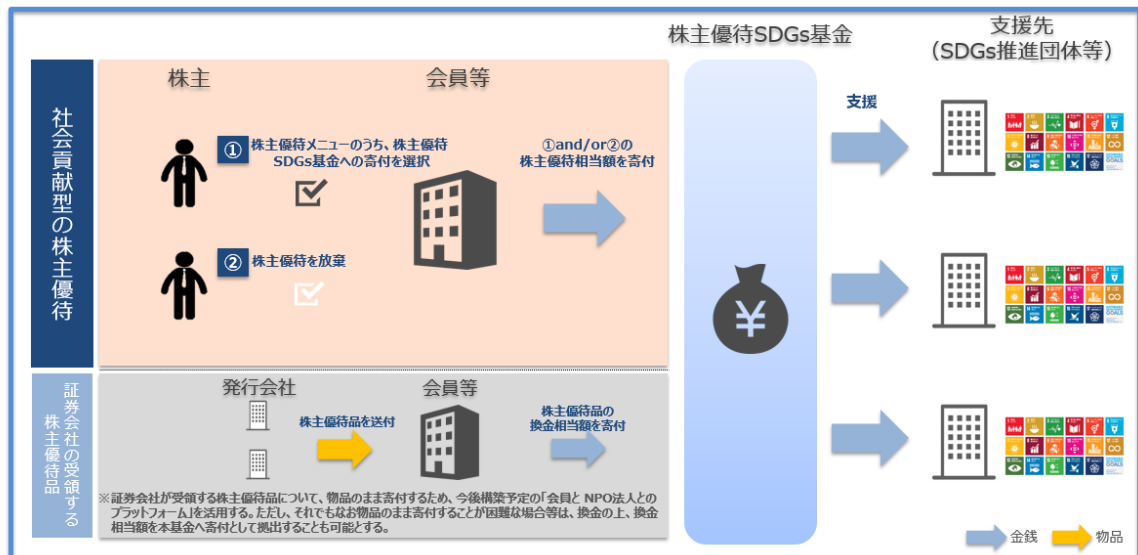 株主優待SDGs基金
支援先
（SDGs推進団体等）
社会貢献型の株主優待
株主
会員等
① 株主優待メニューのうち、株主優待
SDGs基金への寄付を選択
①and/or②の
株主優待相当額を寄付
② 株主優待を放棄
支援
¥
証券会社の受領する
株主優待品
発行会社
会員等
株主優待品を送付
株主優待品の
換金相当額を寄付
※証券会社が受領する株主優待品について、物品のまま寄付するため、今後構築予定の「会員と NPO法人との
プラットフォーム」を活用する。ただし、それでもなお物品のまま寄付することが困難な場合等は、換金の上、換金
相当額を本基金へ寄付として拠出することも可能とする。
金銭
物品